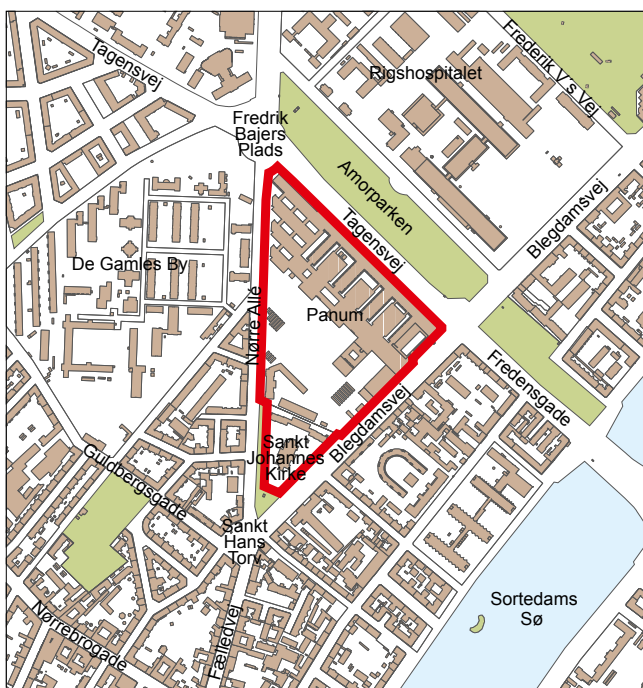 Tagensvej
Rigshospitalet
Frederik V's Vej
Fredrik
Bajers
Plads
Amorparken
Tagensvej
Blegdamsvej
De Gamles By
Nørre Allé
Panum
Fredensgade
Blegdamsvej
Sankt
Johannes
Kirke
Guldbergsgade
Sankt
Hans
Torv
Sortedams
Sø
Nørrebrogade
Fælledvej